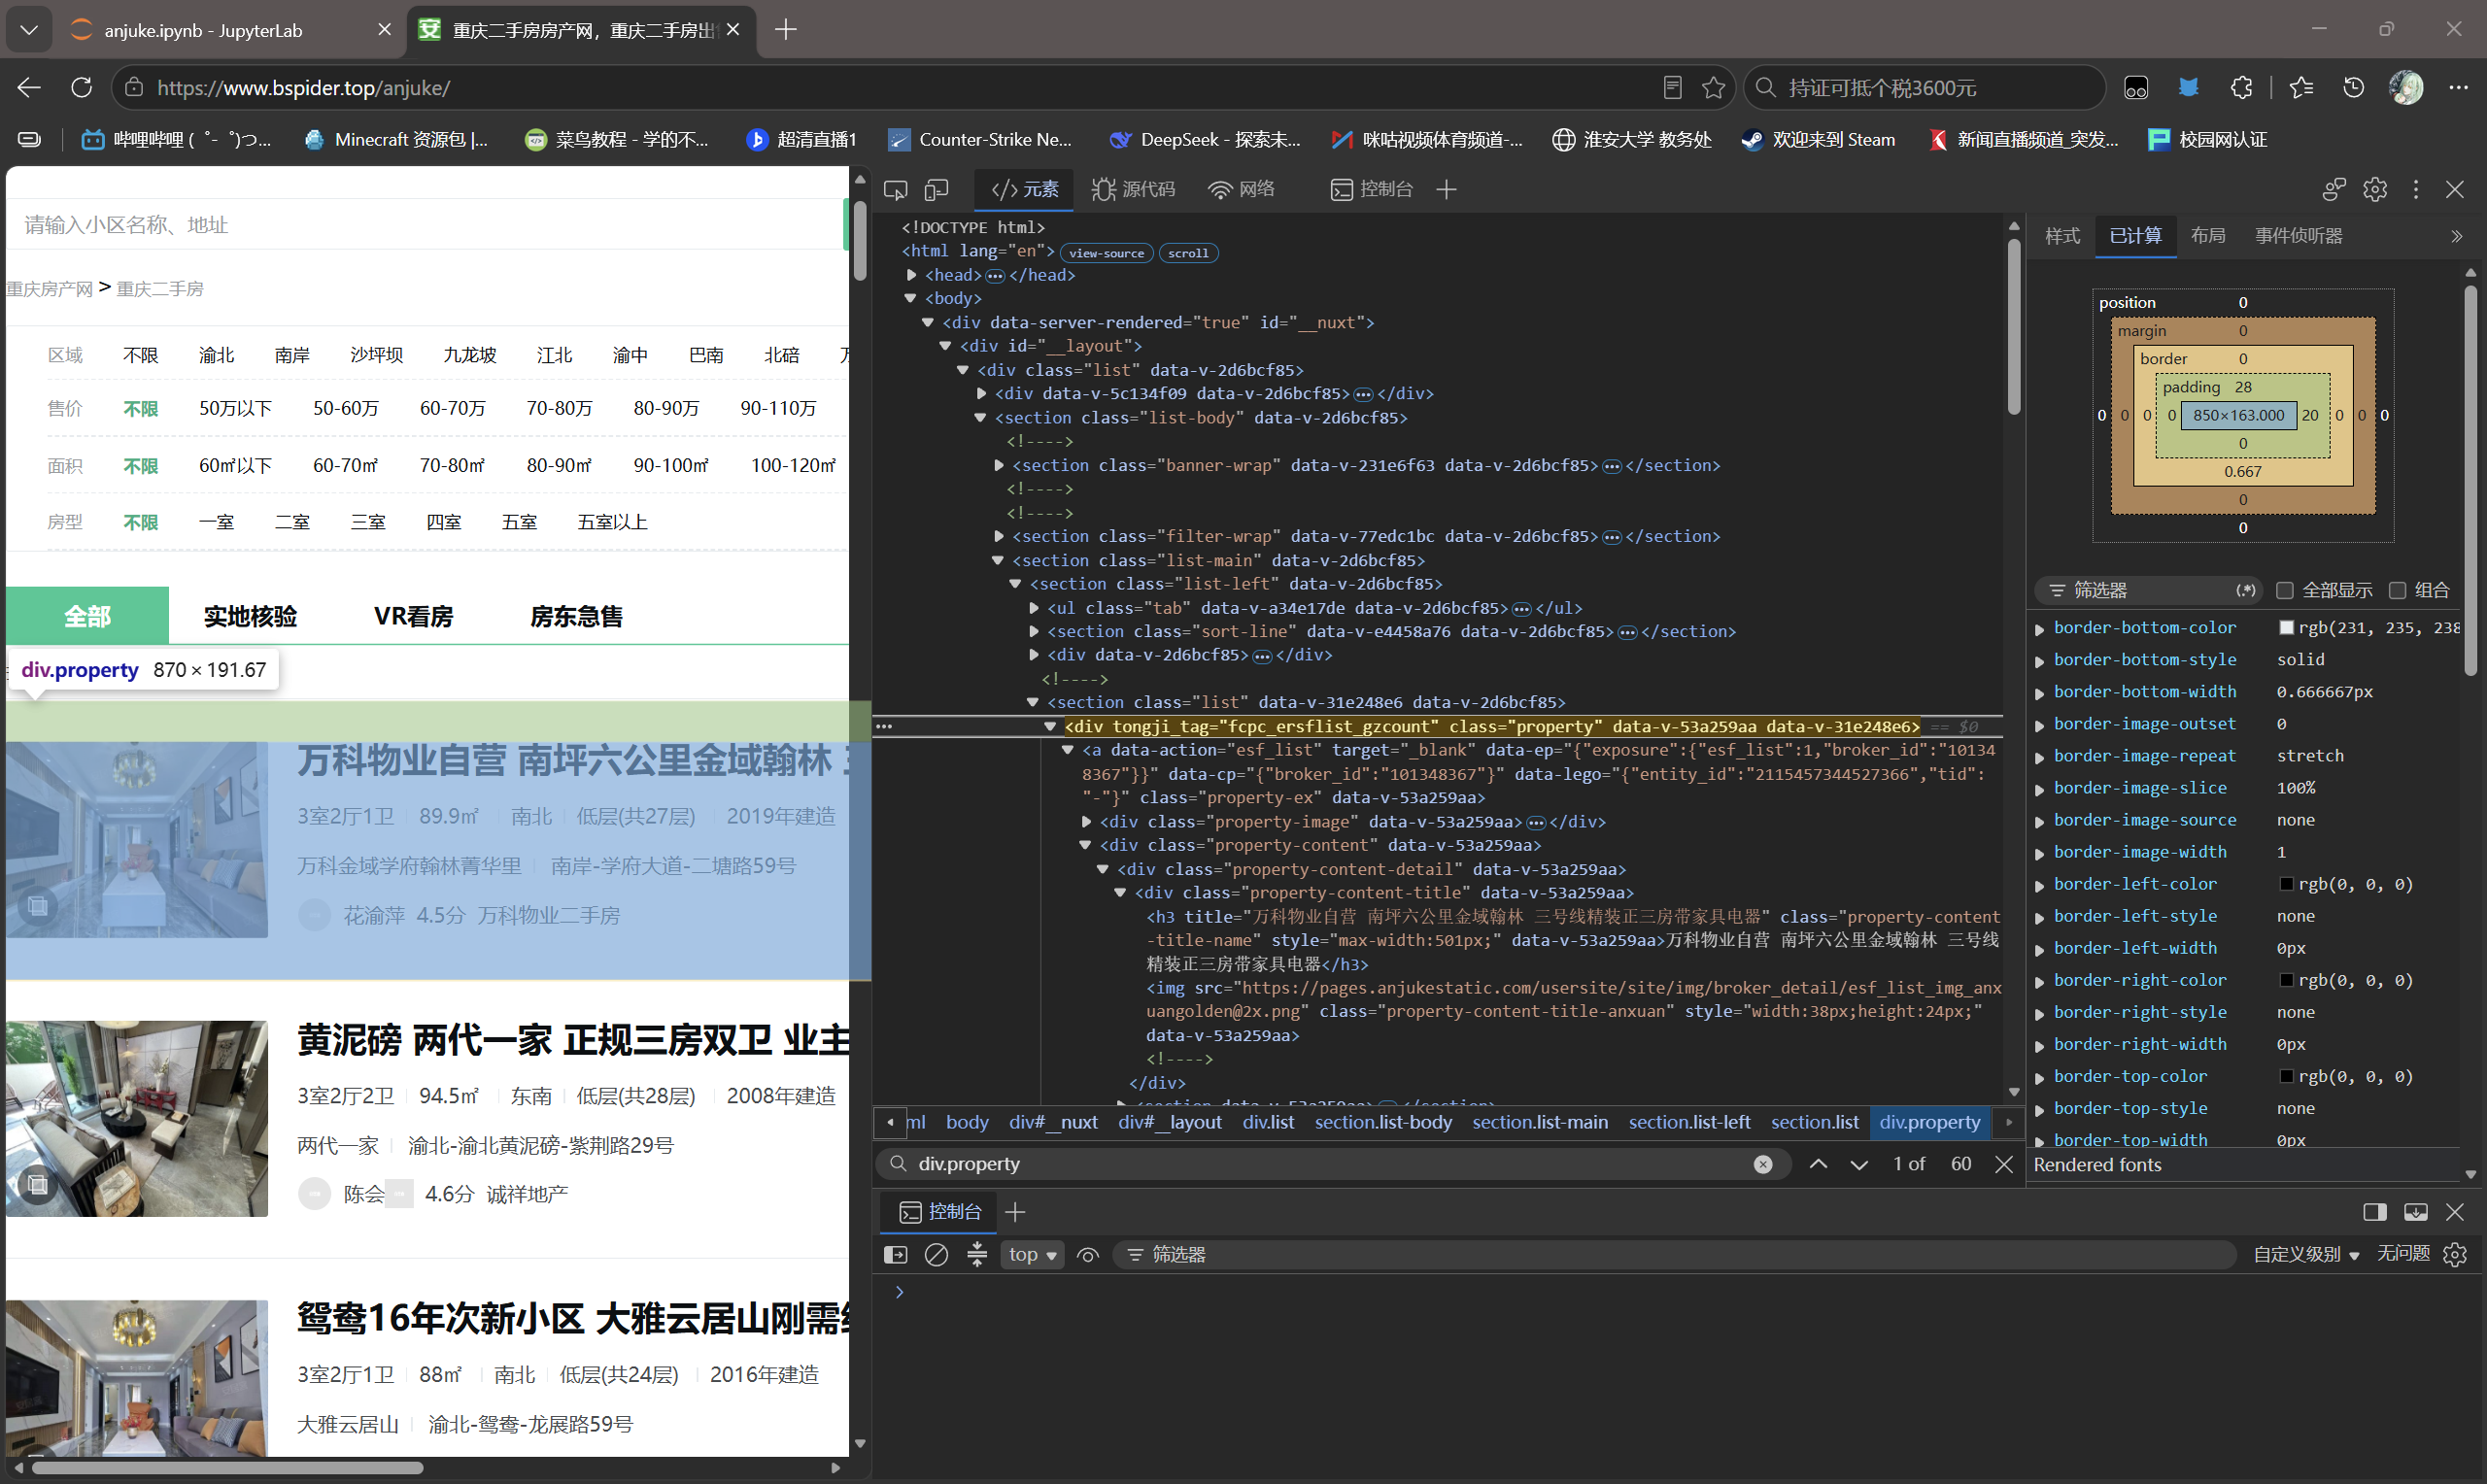 anjuke.ipynb - JupyterLab
重庆二手房房产网，重庆二手房出
https://www.bspider.top/anjuke/
持证可抵个税3600元
哔哩哔哩 (゜-゜)つ...
Minecraft 资源包 |...
菜鸟教程 - 学的不...
超清直播1
Counter-Strike Ne...
DeepSeek - 探索未...
咪咕视频体育频道-...
淮安大学 教务处
欢迎来到 Steam
新闻直播频道_突发...
校园网认证
请输入小区名称、地址
重庆房产网 > 重庆二手房
区域 不限 渝北 南岸 沙坪坝 九龙坡 江北 渝中 巴南 北碚
售价 不限 50万以下 50-60万 60-70万 70-80万 80-90万 90-110万
面积 不限 60㎡以下 60-70㎡ 70-80㎡ 80-90㎡ 90-100㎡ 100-120㎡
房型 不限 一室 二室 三室 四室 五室 五室以上
全部 实地核验 VR看房 房东急售
div.property 870 × 191.67
万科物业自营 南坪六公里金域翰林 三
3室2厅1卫 89.9㎡ 南北 低层(共27层) 2019年建造
万科金域学府翰林菁华里 南岸-学府大道-二塘路59号
花渝萍 4.5分 万科物业二手房
黄泥磅 两代一家 正规三房双卫 业主
3室2厅2卫 94.5㎡ 东南 低层(共28层) 2008年建造
两代一家 渝北-渝北黄泥磅-紫荆路29号
陈会 4.6分 诚祥地产
鸳鸯16年次新小区 大雅云居山刚需
3室2厅1卫 88㎡ 南北 低层(共24层) 2016年建造
大雅云居山 渝北-鸳鸯-龙展路59号
元素 源代码 网络 控制台
<!DOCTYPE html>
<html lang="en"> view-source scroll
<head>…</head>
<body>
<div data-server-rendered="true" id="__nuxt">
<div id="__layout">
<div class="list" data-v-2d6bcf85>
<div data-v-5c134f09 data-v-2d6bcf85>…</div>
<section class="list-body" data-v-2d6bcf85>
<!---->
<section class="banner-wrap" data-v-231e6f63 data-v-2d6bcf85>…</section>
<!---->
<!---->
<section class="filter-wrap" data-v-77edc1bc data-v-2d6bcf85>…</section>
<section class="list-main" data-v-2d6bcf85>
<section class="list-left" data-v-2d6bcf85>
<ul class="tab" data-v-a34e17de data-v-2d6bcf85>…</ul>
<section class="sort-line" data-v-e4458a76 data-v-2d6bcf85>…</section>
<div data-v-2d6bcf85>…</div>
<!---->
<section class="list" data-v-31e248e6 data-v-2d6bcf85>
<div tongji_tag="fcpc_ersflist_gzcount" class="property" data-v-53a259aa data-v-31e248e6> == $0
<a data-action="esf_list" target="_blank" data-ep="{"exposure":{"esf_list":1,"broker_id":"10134
8367"}}" data-cp="{"broker_id":"101348367"}" data-lego="{"entity_id":"2115457344527366","tid":
"-"}" class="property-ex" data-v-53a259aa>
<div class="property-image" data-v-53a259aa>…</div>
<div class="property-content" data-v-53a259aa>
<div class="property-content-detail" data-v-53a259aa>
<div class="property-content-title" data-v-53a259aa>
<h3 title="万科物业自营 南坪六公里金域翰林 三号线精装正三房带家具电器" class="property-content
-title-name" style="max-width:501px;" data-v-53a259aa>万科物业自营 南坪六公里金域翰林 三号线
精装正三房带家具电器</h3>
<img src="https://pages.anjukestatic.com/usersite/site/img/broker_detail/esf_list_img_anx
uangolden@2x.png" class="property-content-title-anxuan" style="width:38px;height:24px;"
data-v-53a259aa>
<!---->
</div>
ml body div#__nuxt div#__layout div.list section.list-body section.list-main section.list-left section.list div.property
div.property 1 of 60
样式 已计算 布局 事件侦听器
position 0
margin 0
border 0
padding 28
0 0 0 0 850×163.000 20 0 0 0
0
0.667
0
0
筛选器 (.*) 全部显示 组合
border-bottom-color rgb(231, 235, 238
border-bottom-style solid
border-bottom-width 0.666667px
border-image-outset 0
border-image-repeat stretch
border-image-slice 100%
border-image-source none
border-image-width 1
border-left-color rgb(0, 0, 0)
border-left-style none
border-left-width 0px
border-right-color rgb(0, 0, 0)
border-right-style none
border-right-width 0px
border-top-color rgb(0, 0, 0)
border-top-style none
border-top-width 0px
Rendered fonts
控制台
top 筛选器 自定义级别 无问题